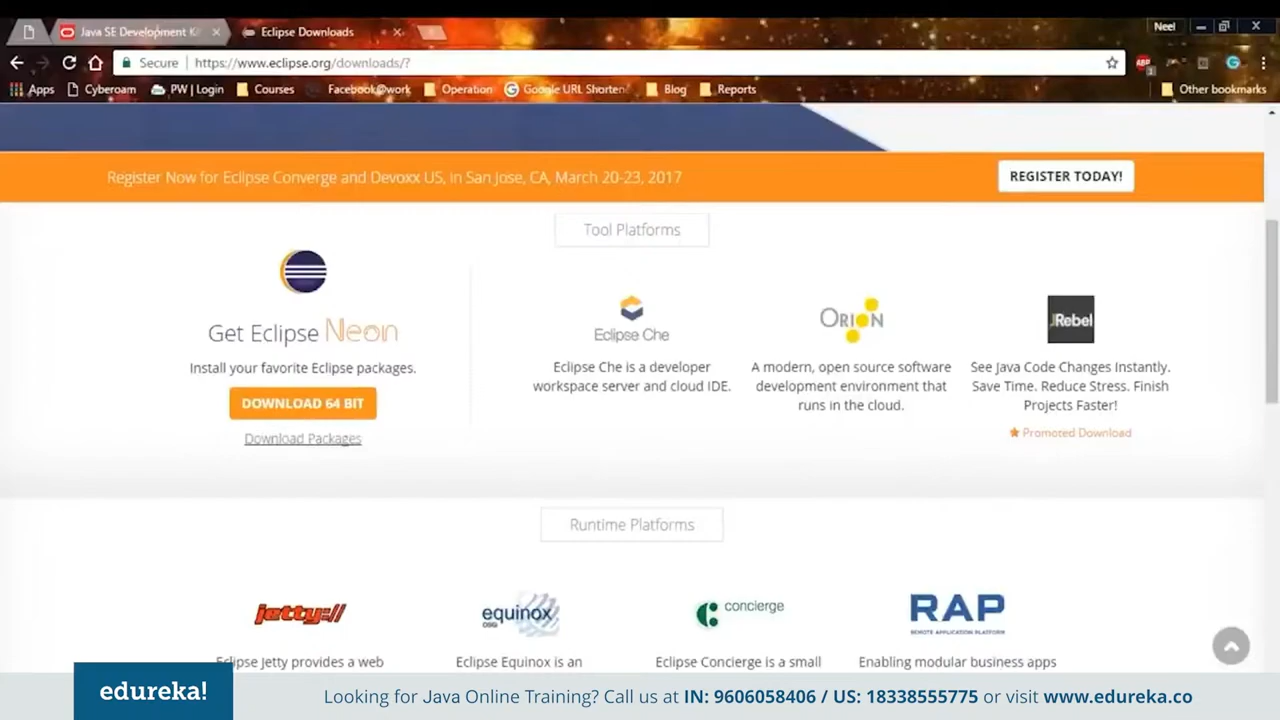 Neel
Java SE Development K
Eclipse Downloads
Secure https://www.eclipse.org/downloads/?
ABP
1
G
Apps Cyberoam PW | Login Courses Facebook@work Operation Google URL Shorten Blog Reports Other bookmarks
Register Now for Eclipse Converge and Devoxx US, in San Jose, CA, March 20-23, 2017
REGISTER TODAY!
Tool Platforms
Get Eclipse Neon
Install your favorite Eclipse packages.
DOWNLOAD 64 BIT
Download Packages
Eclipse Che
Eclipse Che is a developer
workspace server and cloud IDE.
ORION
A modern, open source software
development environment that
runs in the cloud.
JRebel
See Java Code Changes Instantly.
Save Time. Reduce Stress. Finish
Projects Faster!
Promoted Download
Runtime Platforms
jetty://
Eclipse Jetty provides a web
equinox
OSGi
Eclipse Equinox is an
concierge
Eclipse Concierge is a small
RAP
REMOTE APPLICATION PLATFORM
Enabling modular business apps
edureka!
Looking for Java Online Training? Call us at IN: 9606058406 / US: 18338555775 or visit www.edureka.co